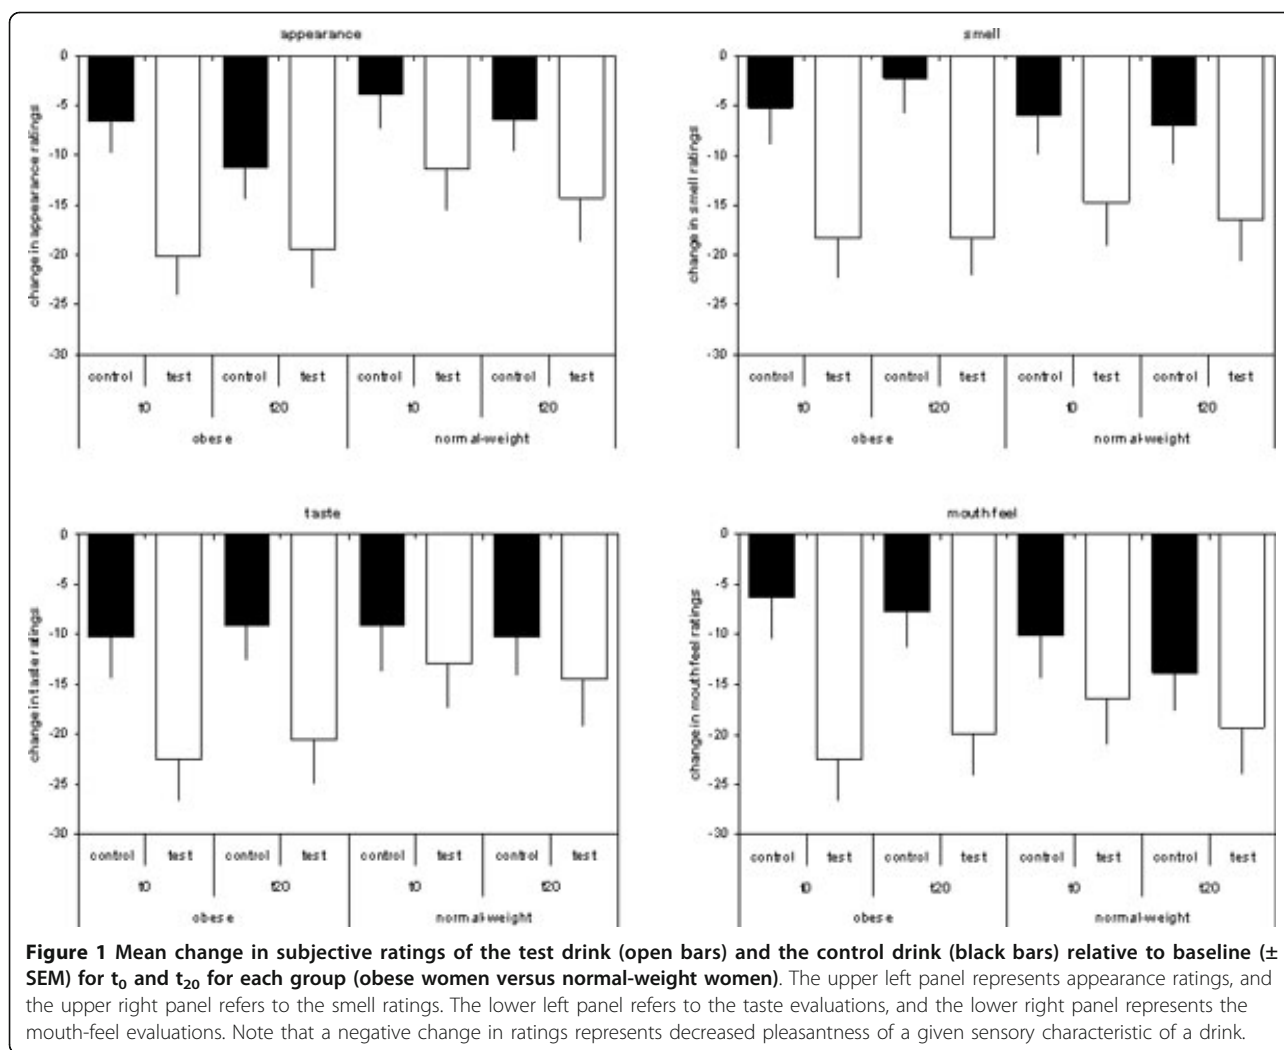 appearance
change in appearance ratings
0
-5
-10
-15
-20
-25
-30
control test control test control test control test
t0 t20 t0 t20
obese normal-weight
smell
change in smell ratings
0
-5
-10
-15
-20
-25
-30
control test control test control test control test
t0 t20 t0 t20
obese normal-weight
taste
change in taste ratings
0
-5
-10
-15
-20
-25
-30
control test control test control test control test
t0 t20 t0 t20
obese normal-weight
mouth feel
change in mouth feel ratings
0
-5
-10
-15
-20
-25
-30
control test control test control test control test
t0 t20 t0 t20
obese normal-weight
Figure 1 Mean change in subjective ratings of the test drink (open bars) and the control drink (black bars) relative to baseline (±
SEM) for t0 and t20 for each group (obese women versus normal-weight women). The upper left panel represents appearance ratings, and
the upper right panel refers to the smell ratings. The lower left panel refers to the taste evaluations, and the lower right panel represents the
mouth-feel evaluations. Note that a negative change in ratings represents decreased pleasantness of a given sensory characteristic of a drink.